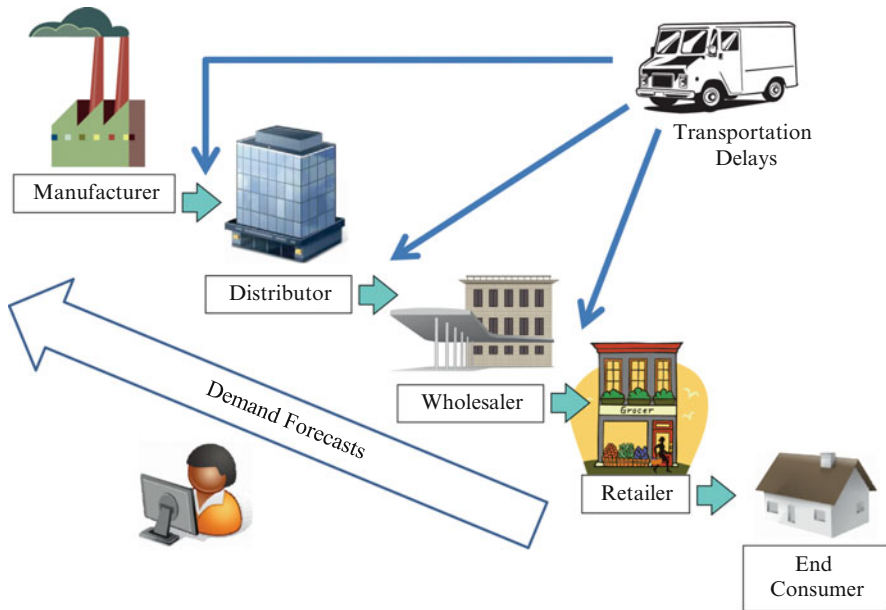 Transportation
Delays
Manufacturer
Distributor
Demand Forecasts
Wholesaler
Grocer
Retailer
End
Consumer